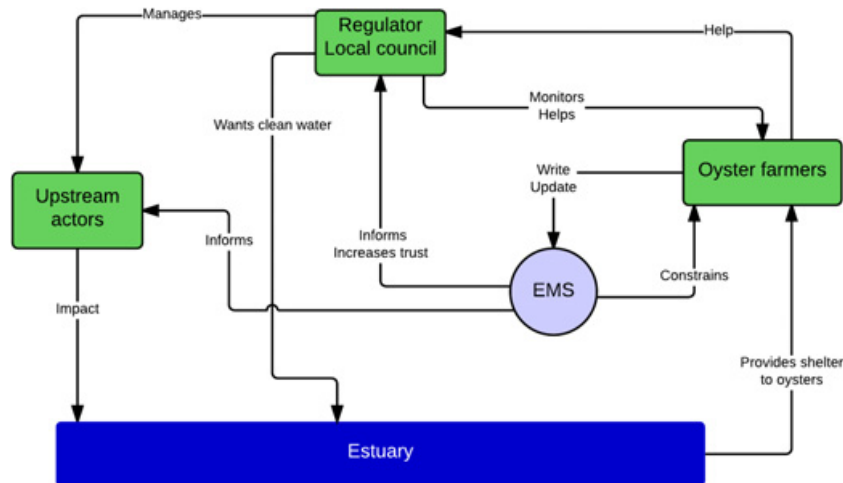 Manages
Regulator
Local council
Help
Monitors
Helps
Wants clean water
Upstream
actors
Write
Update
Oyster farmers
Informs
Informs
Increases trust
EMS
Constrains
Impact
Provides shelter
to oysters
Estuary